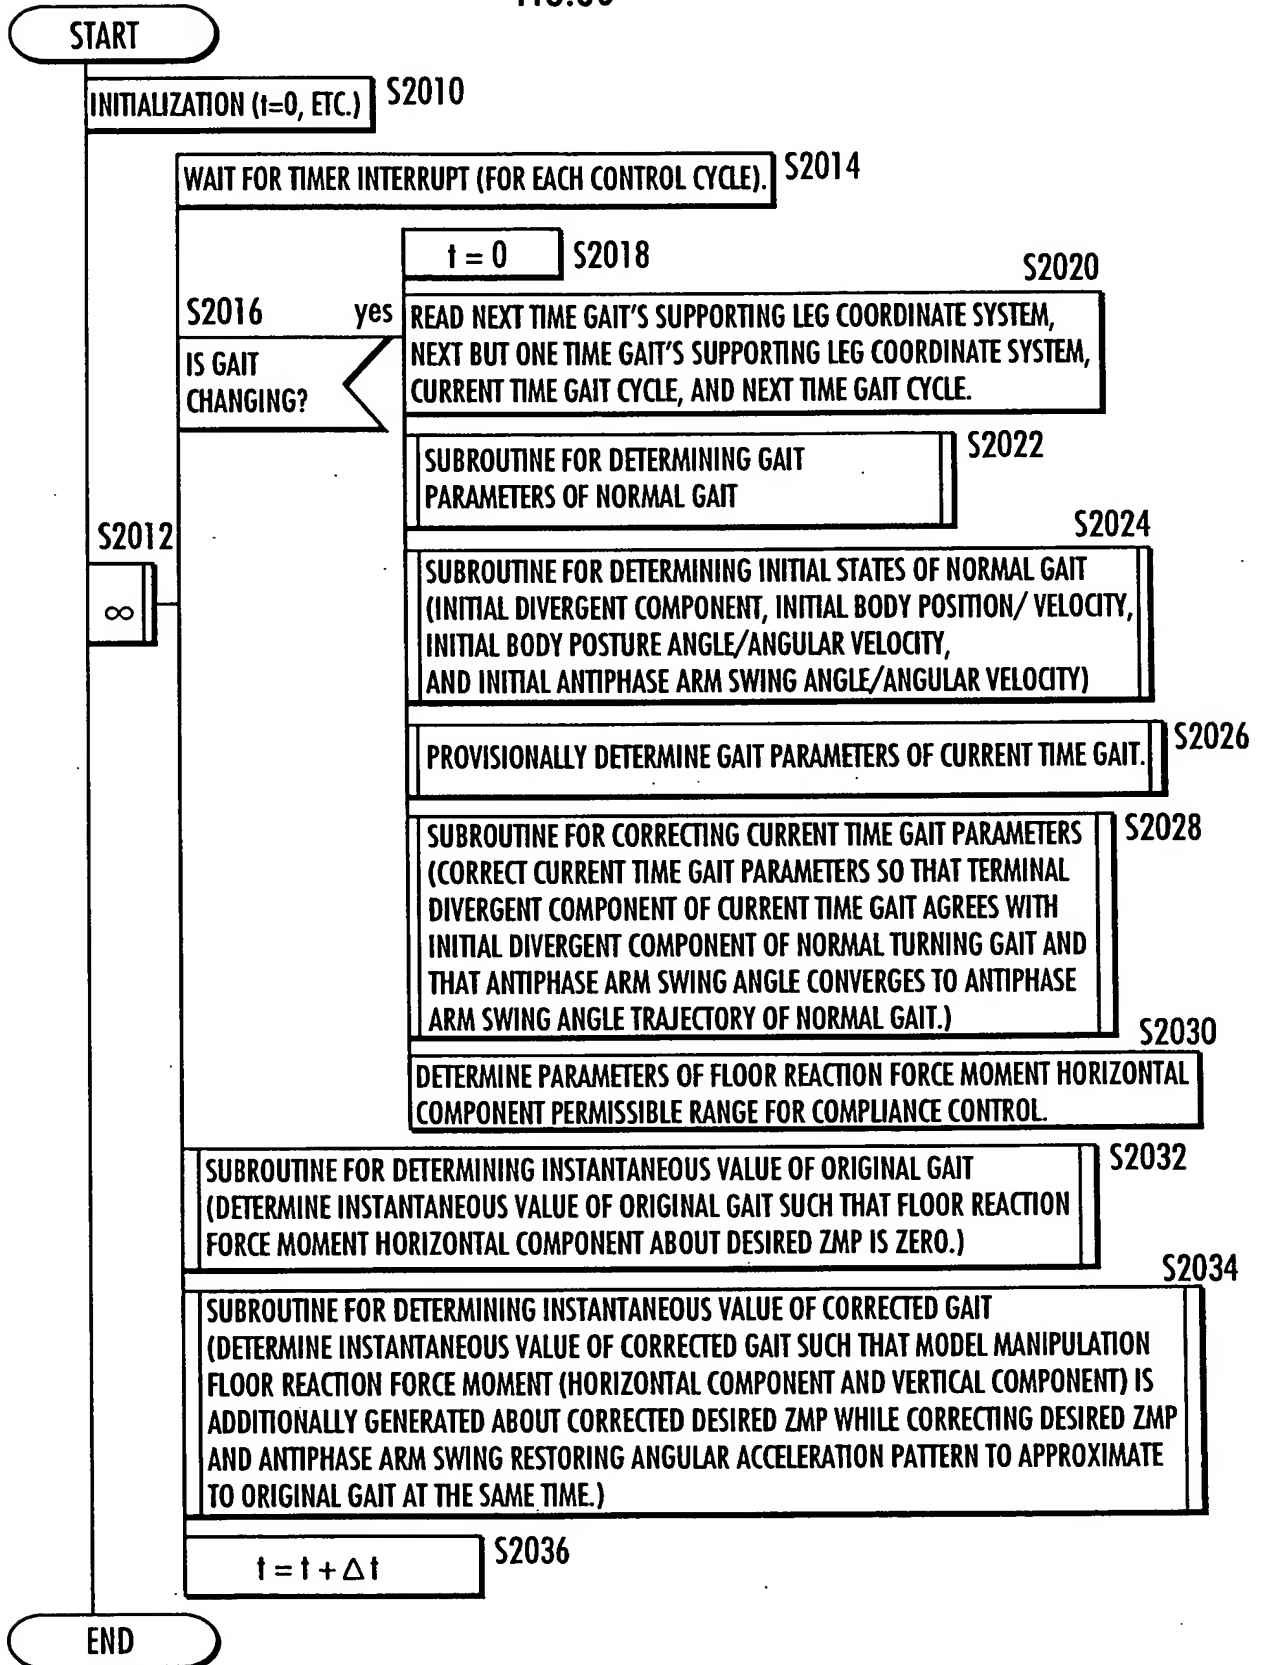 START
INITIALIZATION (t=0, ETC.) S2010
WAIT FOR TIMER INTERRUPT (FOR EACH CONTROL CYCLE). S2014
t = 0 S2018
S2020
S2016 yes
IS GAIT
CHANGING?
READ NEXT TIME GAIT'S SUPPORTING LEG COORDINATE SYSTEM,
NEXT BUT ONE TIME GAIT'S SUPPORTING LEG COORDINATE SYSTEM,
CURRENT TIME GAIT CYCLE, AND NEXT TIME GAIT CYCLE.
S2022
SUBROUTINE FOR DETERMINING GAIT
PARAMETERS OF NORMAL GAIT
S2012
∞
S2024
SUBROUTINE FOR DETERMINING INITIAL STATES OF NORMAL GAIT
(INITIAL DIVERGENT COMPONENT, INITIAL BODY POSITION/ VELOCITY,
INITIAL BODY POSTURE ANGLE/ANGULAR VELOCITY,
AND INITIAL ANTIPHASE ARM SWING ANGLE/ANGULAR VELOCITY)
S2026
PROVISIONALLY DETERMINE GAIT PARAMETERS OF CURRENT TIME GAIT.
S2028
SUBROUTINE FOR CORRECTING CURRENT TIME GAIT PARAMETERS
(CORRECT CURRENT TIME GAIT PARAMETERS SO THAT TERMINAL
DIVERGENT COMPONENT OF CURRENT TIME GAIT AGREES WITH
INITIAL DIVERGENT COMPONENT OF NORMAL TURNING GAIT AND
THAT ANTIPHASE ARM SWING ANGLE CONVERGES TO ANTIPHASE
ARM SWING ANGLE TRAJECTORY OF NORMAL GAIT.)
S2030
DETERMINE PARAMETERS OF FLOOR REACTION FORCE MOMENT HORIZONTAL
COMPONENT PERMISSIBLE RANGE FOR COMPLIANCE CONTROL.
S2032
SUBROUTINE FOR DETERMINING INSTANTANEOUS VALUE OF ORIGINAL GAIT
(DETERMINE INSTANTANEOUS VALUE OF ORIGINAL GAIT SUCH THAT FLOOR REACTION
FORCE MOMENT HORIZONTAL COMPONENT ABOUT DESIRED ZMP IS ZERO.)
S2034
SUBROUTINE FOR DETERMINING INSTANTANEOUS VALUE OF CORRECTED GAIT
(DETERMINE INSTANTANEOUS VALUE OF CORRECTED GAIT SUCH THAT MODEL MANIPULATION
FLOOR REACTION FORCE MOMENT (HORIZONTAL COMPONENT AND VERTICAL COMPONENT) IS
ADDITIONALLY GENERATED ABOUT CORRECTED DESIRED ZMP WHILE CORRECTING DESIRED ZMP
AND ANTIPHASE ARM SWING RESTORING ANGULAR ACCELERATION PATTERN TO APPROXIMATE
TO ORIGINAL GAIT AT THE SAME TIME.)
t = t + Δ t S2036
END